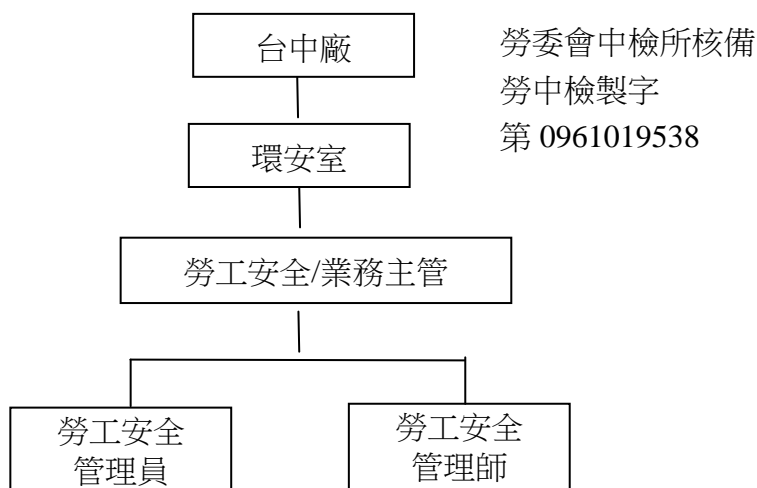 台中廠
勞委會中檢所核備
勞中檢製字
第 0961019538
環安室
勞工安全/業務主管
勞工安全
管理員
勞工安全
管理師